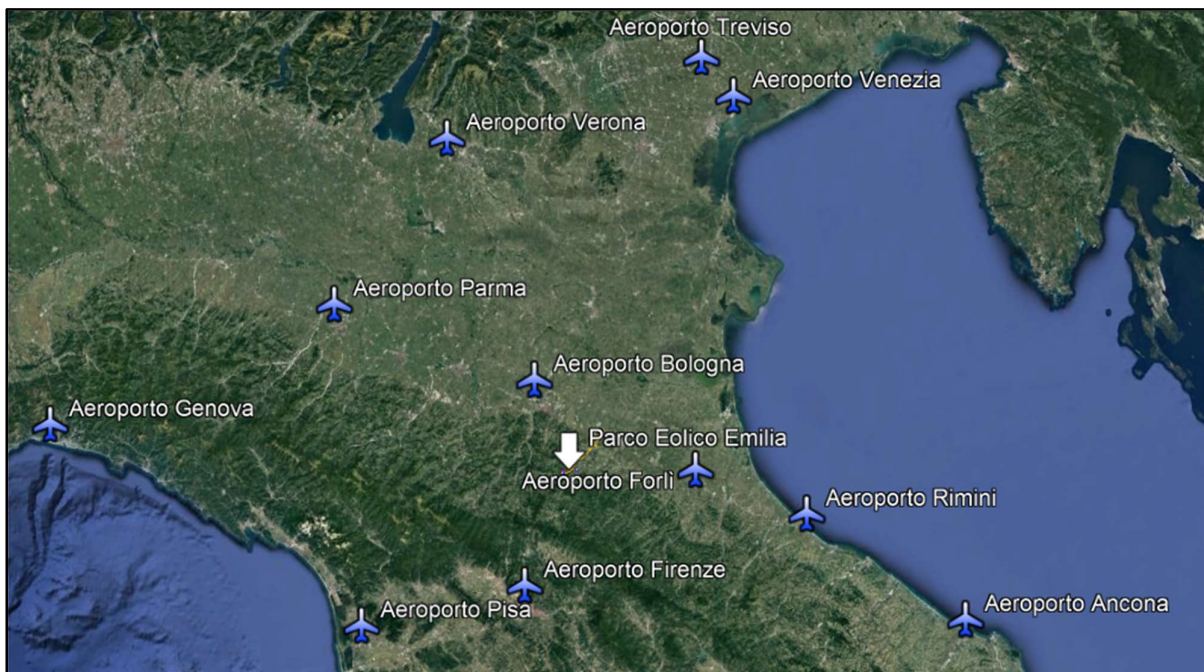 Aeroporto Treviso
Aeroporto Venezia
Aeroporto Verona
Aeroporto Parma
Aeroporto Bologna
Aeroporto Genova
Parco Eolico Emilia
Aeroporto Forlì
Aeroporto Rimini
Aeroporto Firenze
Aeroporto Pisa
Aeroporto Ancona